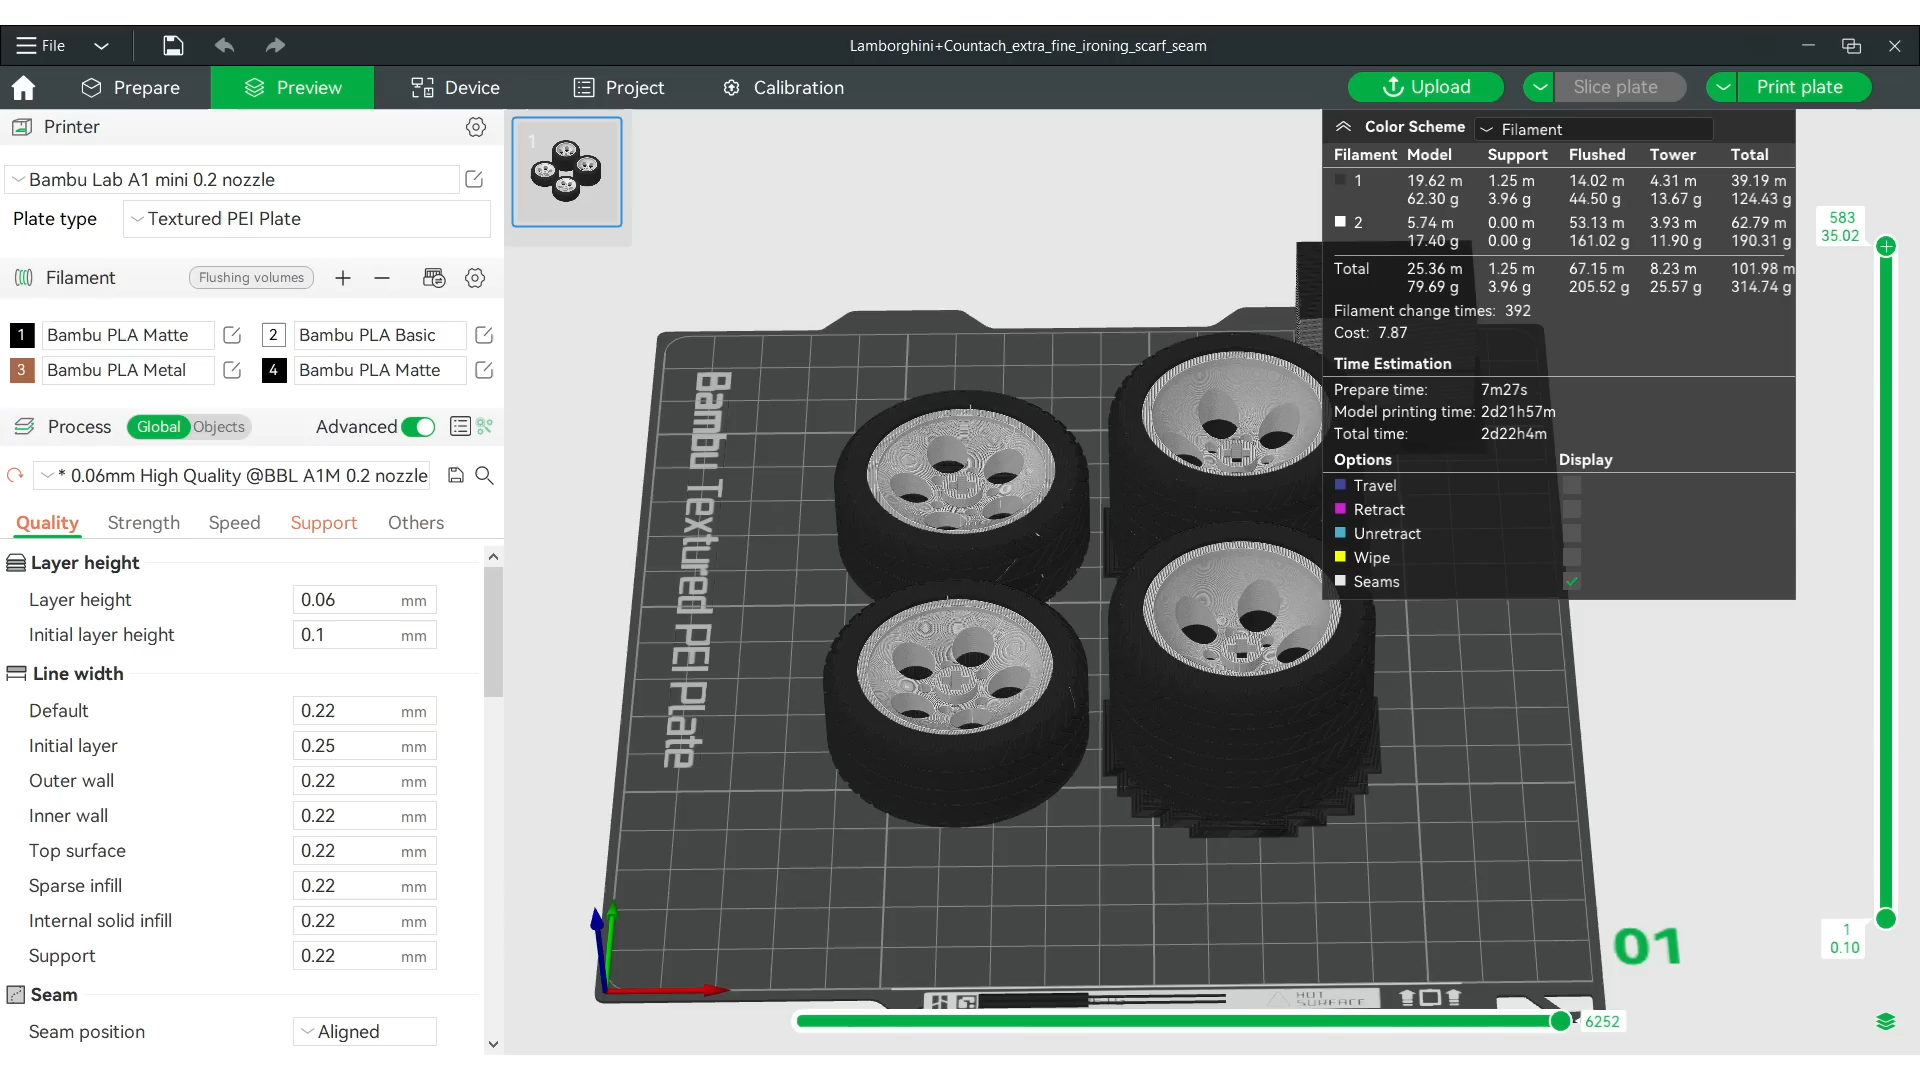 File
Lamborghini+Countach_extra_fine_ironing_scarf_seam
Prepare
Preview
Device
Project
Calibration
Upload
Slice plate
Print plate
Printer
Bambu Lab A1 mini 0.2 nozzle
Plate type
Textured PEI Plate
Filament
Flushing volumes
1 Bambu PLA Matte
2 Bambu PLA Basic
3 Bambu PLA Metal
4 Bambu PLA Matte
Process
Global Objects
Advanced
* 0.06mm High Quality @BBL A1M 0.2 nozzle
Quality Strength Speed Support Others
Layer height
Layer height 0.06 mm
Initial layer height 0.1 mm
Line width
Default 0.22 mm
Initial layer 0.25 mm
Outer wall 0.22 mm
Inner wall 0.22 mm
Top surface 0.22 mm
Sparse infill 0.22 mm
Internal solid infill 0.22 mm
Support 0.22 mm
Seam
Seam position Aligned
1
Bambu Textured PEI Plate
HOT
SURFACE
01
Color Scheme Filament
Filament Model Support Flushed Tower Total
1 19.62 m 1.25 m 14.02 m 4.31 m 39.19 m
62.30 g 3.96 g 44.50 g 13.67 g 124.43 g
2 5.74 m 0.00 m 53.13 m 3.93 m 62.79 m
17.40 g 0.00 g 161.02 g 11.90 g 190.31 g
Total 25.36 m 1.25 m 67.15 m 8.23 m 101.98 m
79.69 g 3.96 g 205.52 g 25.57 g 314.74 g
Filament change times: 392
Cost: 7.87
Time Estimation
Prepare time: 7m27s
Model printing time: 2d21h57m
Total time: 2d22h4m
Options Display
Travel
Retract
Unretract
Wipe
Seams
583
35.02
1
0.10
6252